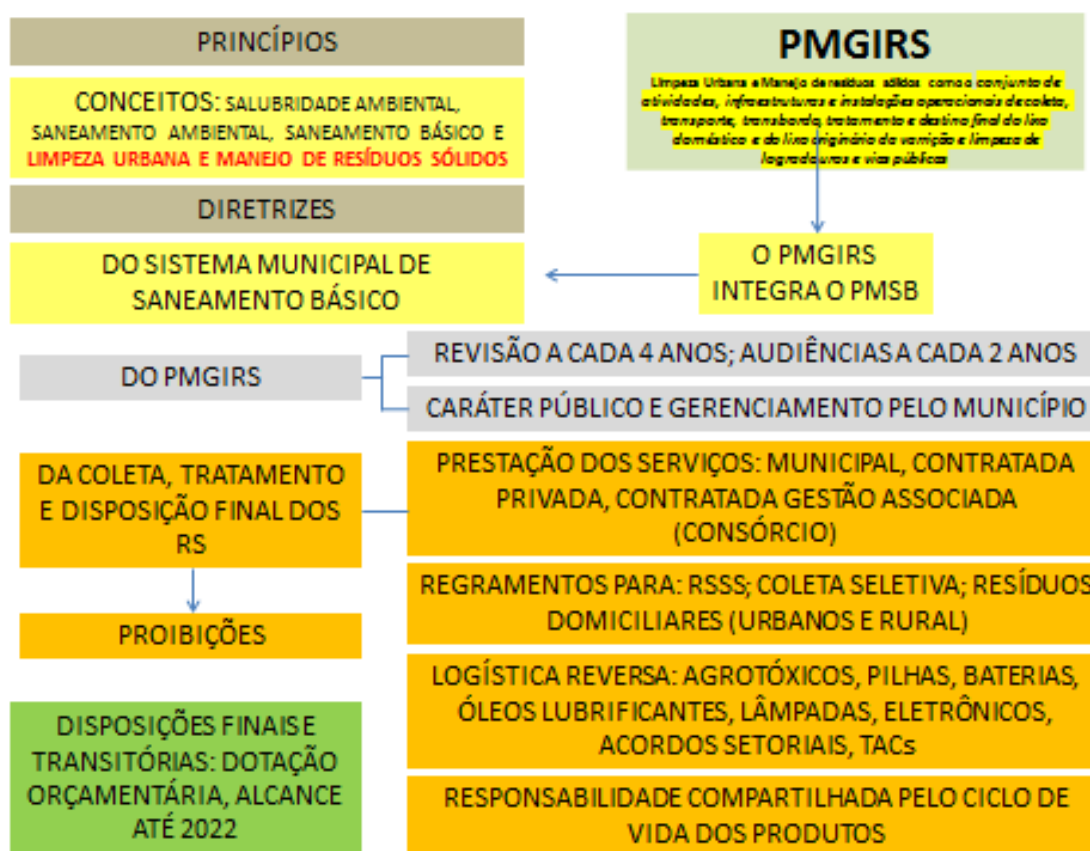 PRINCÍPIOS
CONCEITOS: SALUBRIDADE AMBIENTAL,
SANEAMENTO AMBIENTAL, SANEAMENTO BÁSICO E
LIMPEZA URBANA E MANEJO DE RESÍDUOS SÓLIDOS
DIRETRIZES
DO SISTEMA MUNICIPAL DE
SANEAMENTO BÁSICO
PMGIRS
Limpeza Urbana e Manejo de resíduos sólidos como o conjunto de
atividades, infraestruturas e instalações operacionais de coleta,
transporte, transbordo, tratamento e destino final do lixo
doméstico e do lixo originário da varrição e limpeza de
logradouros e vias públicas
O PMGIRS
INTEGRA O PMSB
DO PMGIRS
REVISÃO A CADA 4 ANOS; AUDIÊNCIAS A CADA 2 ANOS
CARÁTER PÚBLICO E GERENCIAMENTO PELO MUNICÍPIO
DA COLETA, TRATAMENTO
E DISPOSIÇÃO FINAL DOS
RS
PROIBIÇÕES
PRESTAÇÃO DOS SERVIÇOS: MUNICIPAL, CONTRATADA
PRIVADA, CONTRATADA GESTÃO ASSOCIADA
(CONSÓRCIO)
REGRAMENTOS PARA: RSSS; COLETA SELETIVA; RESÍDUOS
DOMICILIARES (URBANOS E RURAL)
LOGÍSTICA REVERSA: AGROTÓXICOS, PILHAS, BATERIAS,
ÓLEOS LUBRIFICANTES, LÂMPADAS, ELETRÔNICOS,
ACORDOS SETORIAIS, TACs
RESPONSABILIDADE COMPARTILHADA PELO CICLO DE
VIDA DOS PRODUTOS
DISPOSIÇÕES FINAIS E
TRANSITÓRIAS: DOTAÇÃO
ORÇAMENTÁRIA, ALCANCE
ATÉ 2022